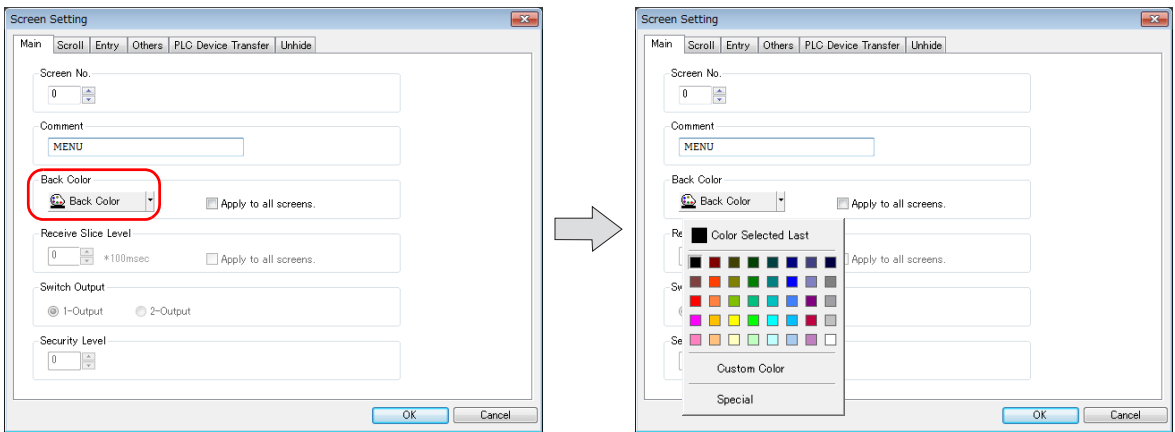 Screen Setting
Main Scroll Entry Others PLC Device Transfer Unhide
Screen No.
0
Comment
MENU
Back Color
Back Color Apply to all screens.
Receive Slice Level
0 *100msec Apply to all screens.
Switch Output
1-Output 2-Output
Security Level
0
OK Cancel
Screen Setting
Main Scroll Entry Others PLC Device Transfer Unhide
Screen No.
0
Comment
MENU
Back Color
Back Color Apply to all screens.
Re
Color Selected Last
Apply to all screens.
Sw
Se
Custom Color
Special
OK Cancel